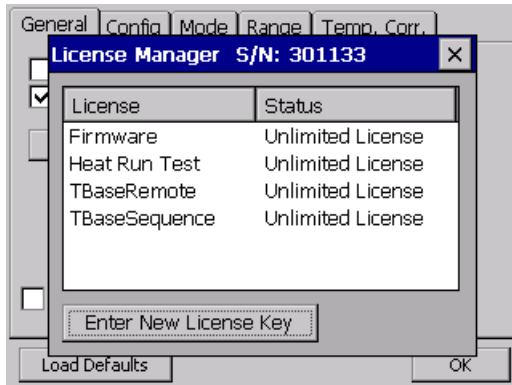 General Config Mode Range Temp. Corr.
License Manager S/N: 301133
License Status
Firmware Unlimited License
Heat Run Test Unlimited License
TBaseRemote Unlimited License
TBaseSequence Unlimited License
Enter New License Key
Load Defaults OK